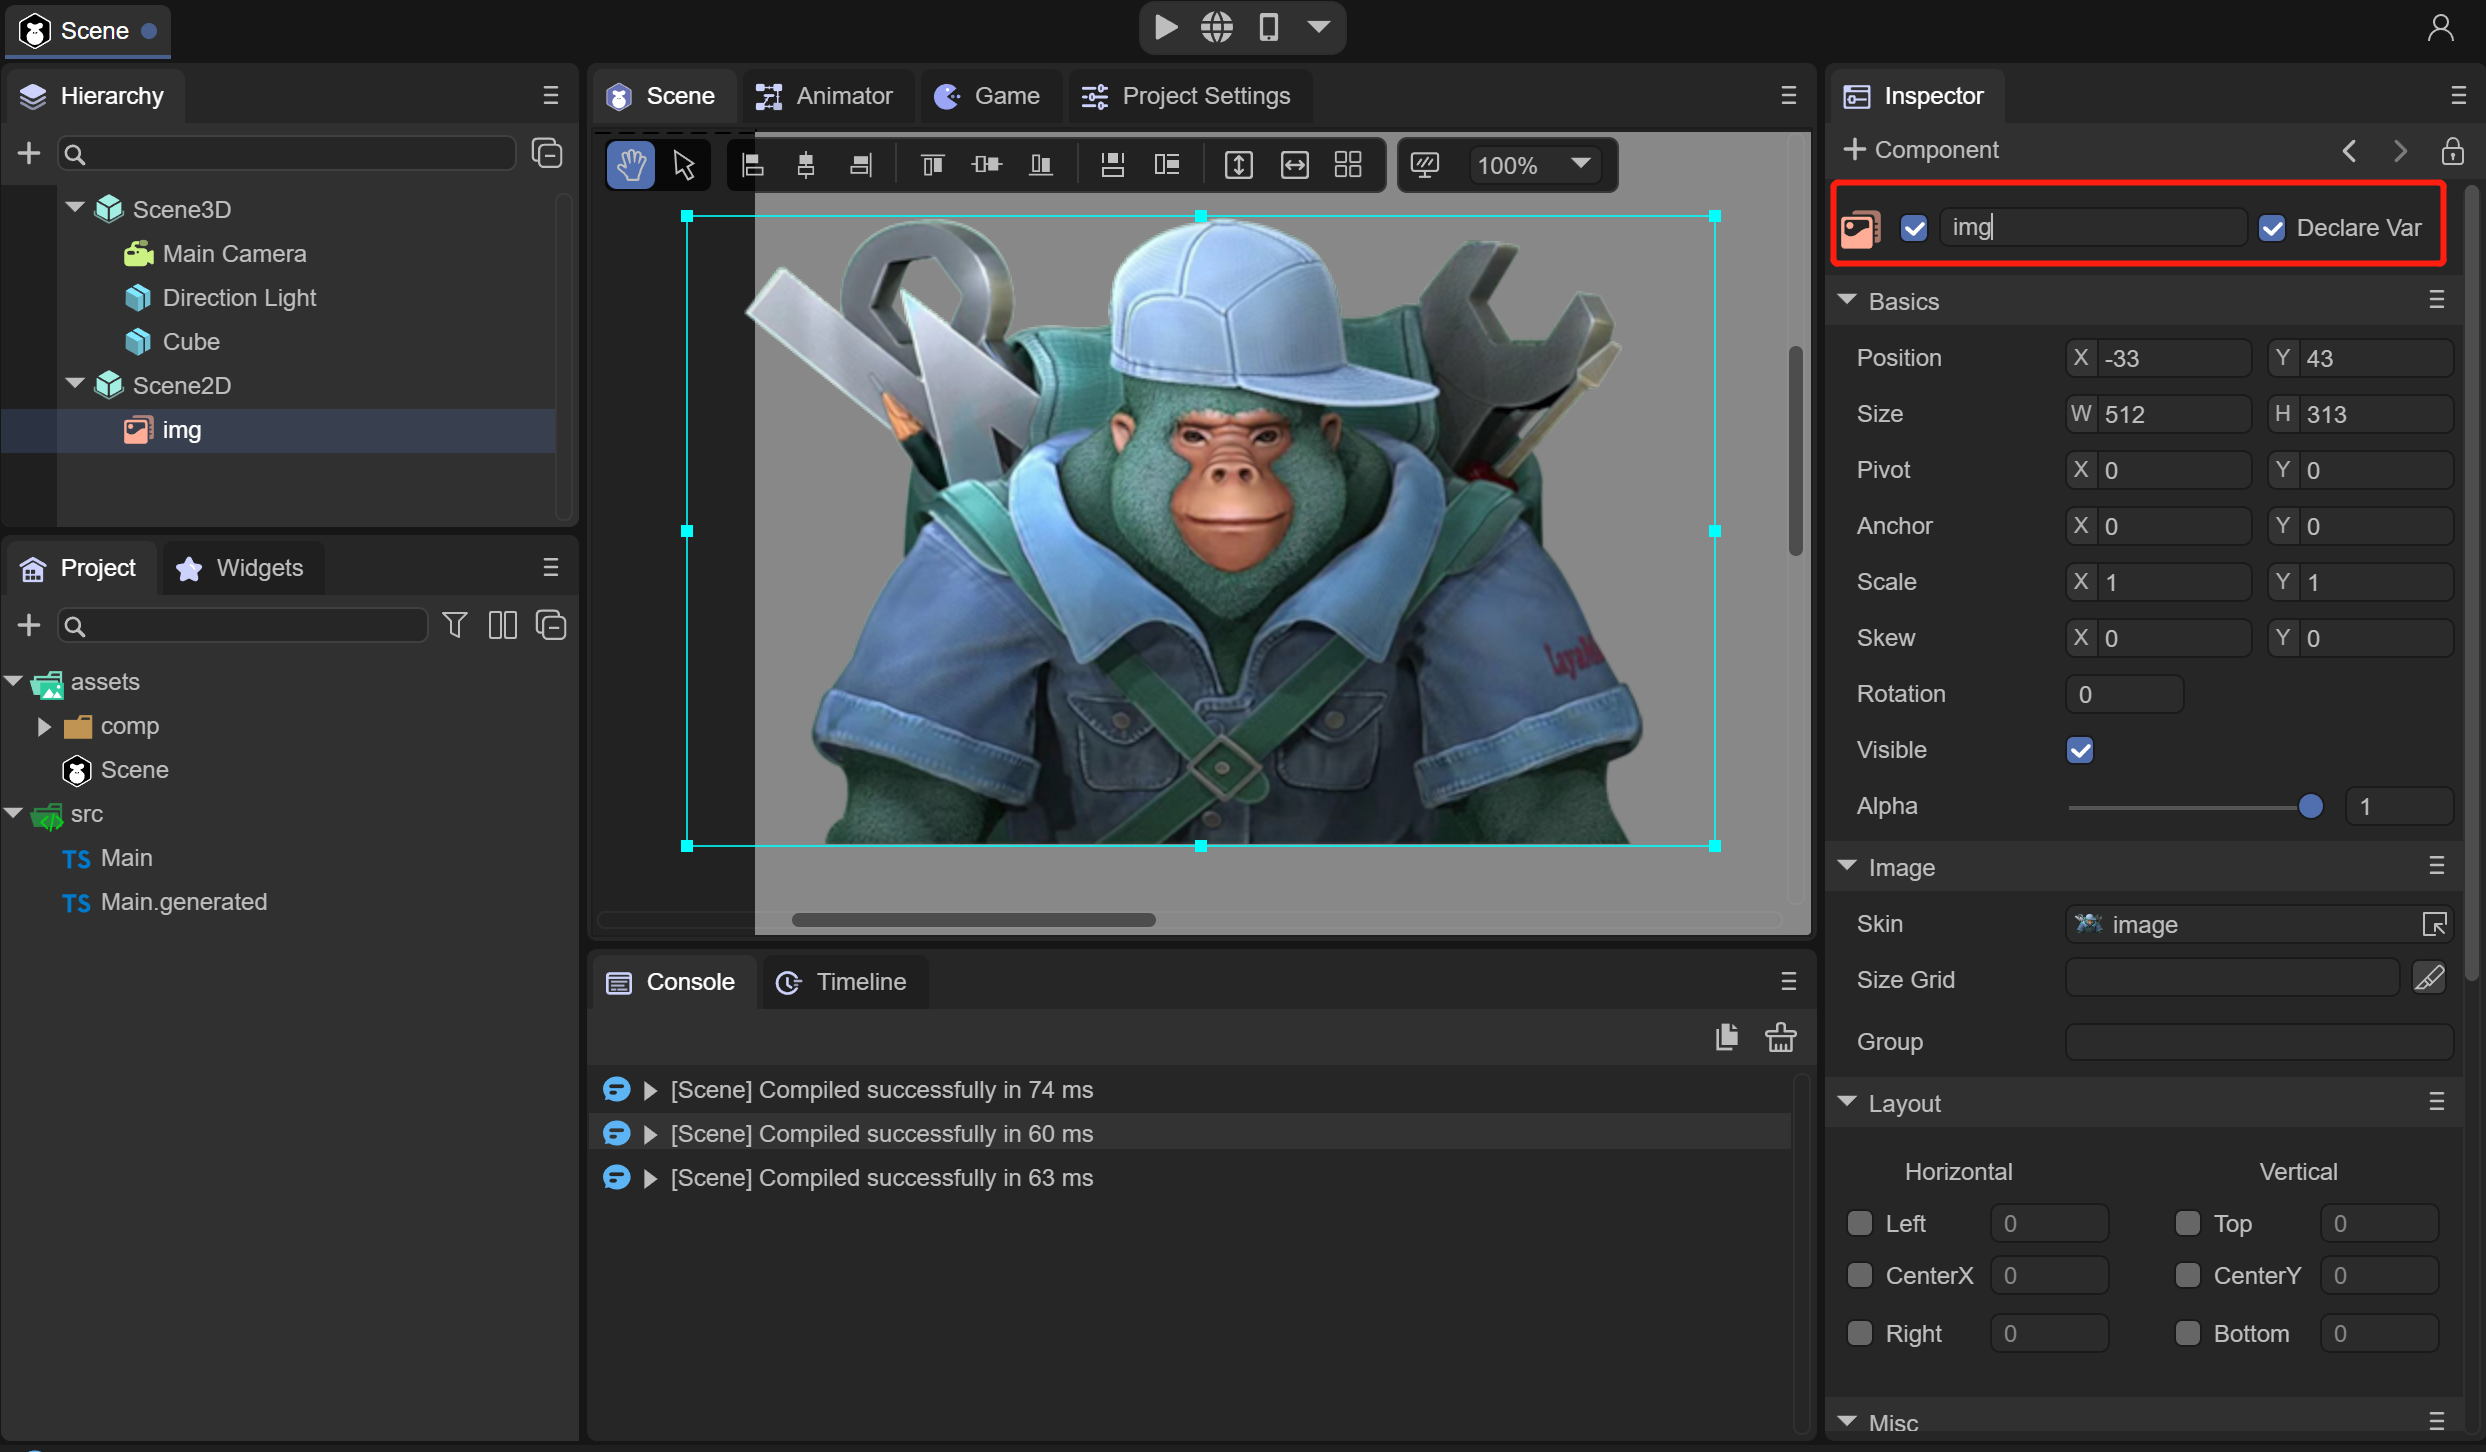 Scene
Hierarchy
Scene3D
Main Camera
Direction Light
Cube
Scene2D
img
Project
Widgets
assets
comp
Scene
src
TS Main
TS Main.generated
Scene
Animator
Game
Project Settings
100%
Console
Timeline
[Scene] Compiled successfully in 74 ms
[Scene] Compiled successfully in 60 ms
[Scene] Compiled successfully in 63 ms
Inspector
Component
img
Declare Var
Basics
Position X -33 Y 43
Size W 512 H 313
Pivot X 0 Y 0
Anchor X 0 Y 0
Scale X 1 Y 1
Skew X 0 Y 0
Rotation 0
Visible
Alpha 1
Image
Skin image
Size Grid
Group
Layout
Horizontal Vertical
Left 0 Top 0
CenterX 0 CenterY 0
Right 0 Bottom 0
Misc